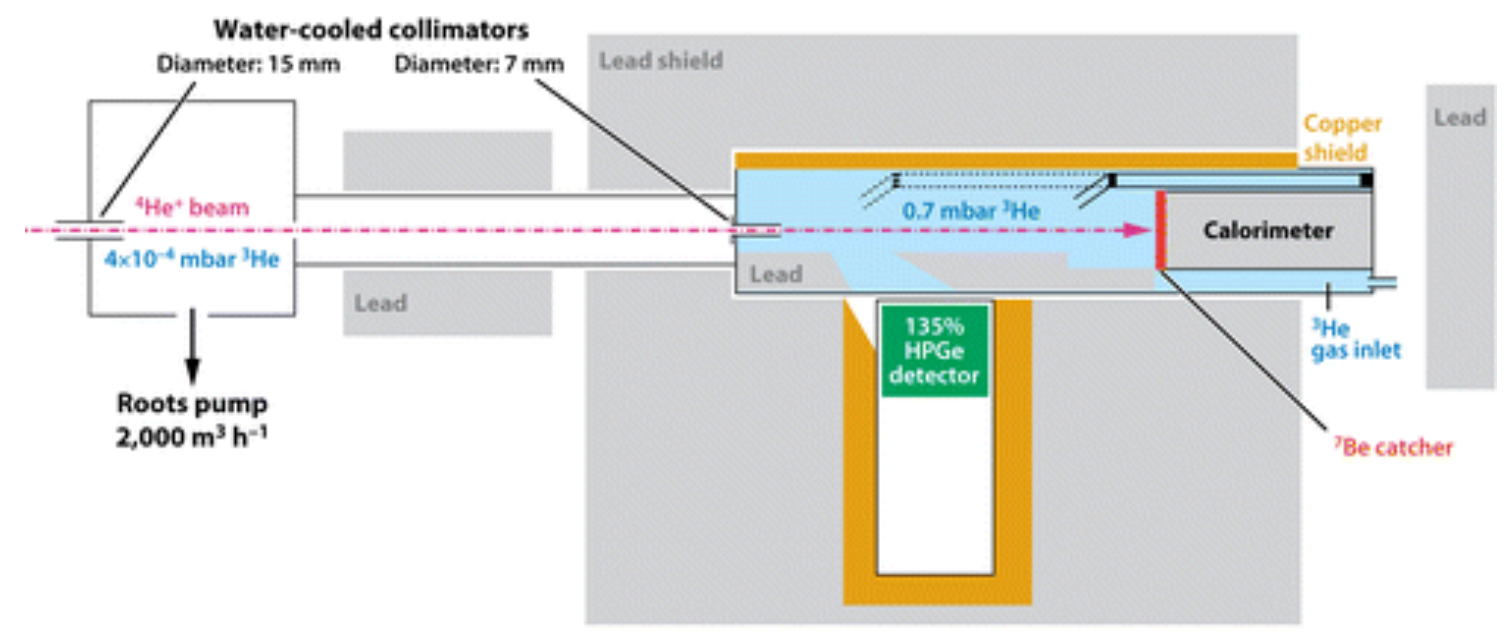 Water-cooled collimators
Diameter: 15 mm
Diameter: 7 mm
Lead shield
Copper
shield
Lead
⁴He⁺ beam
4×10⁻⁴ mbar ³He
0.7 mbar ³He
Calorimeter
Lead
Lead
135%
HPGe
detector
³He
gas inlet
Roots pump
2,000 m³ h⁻¹
⁷Be catcher